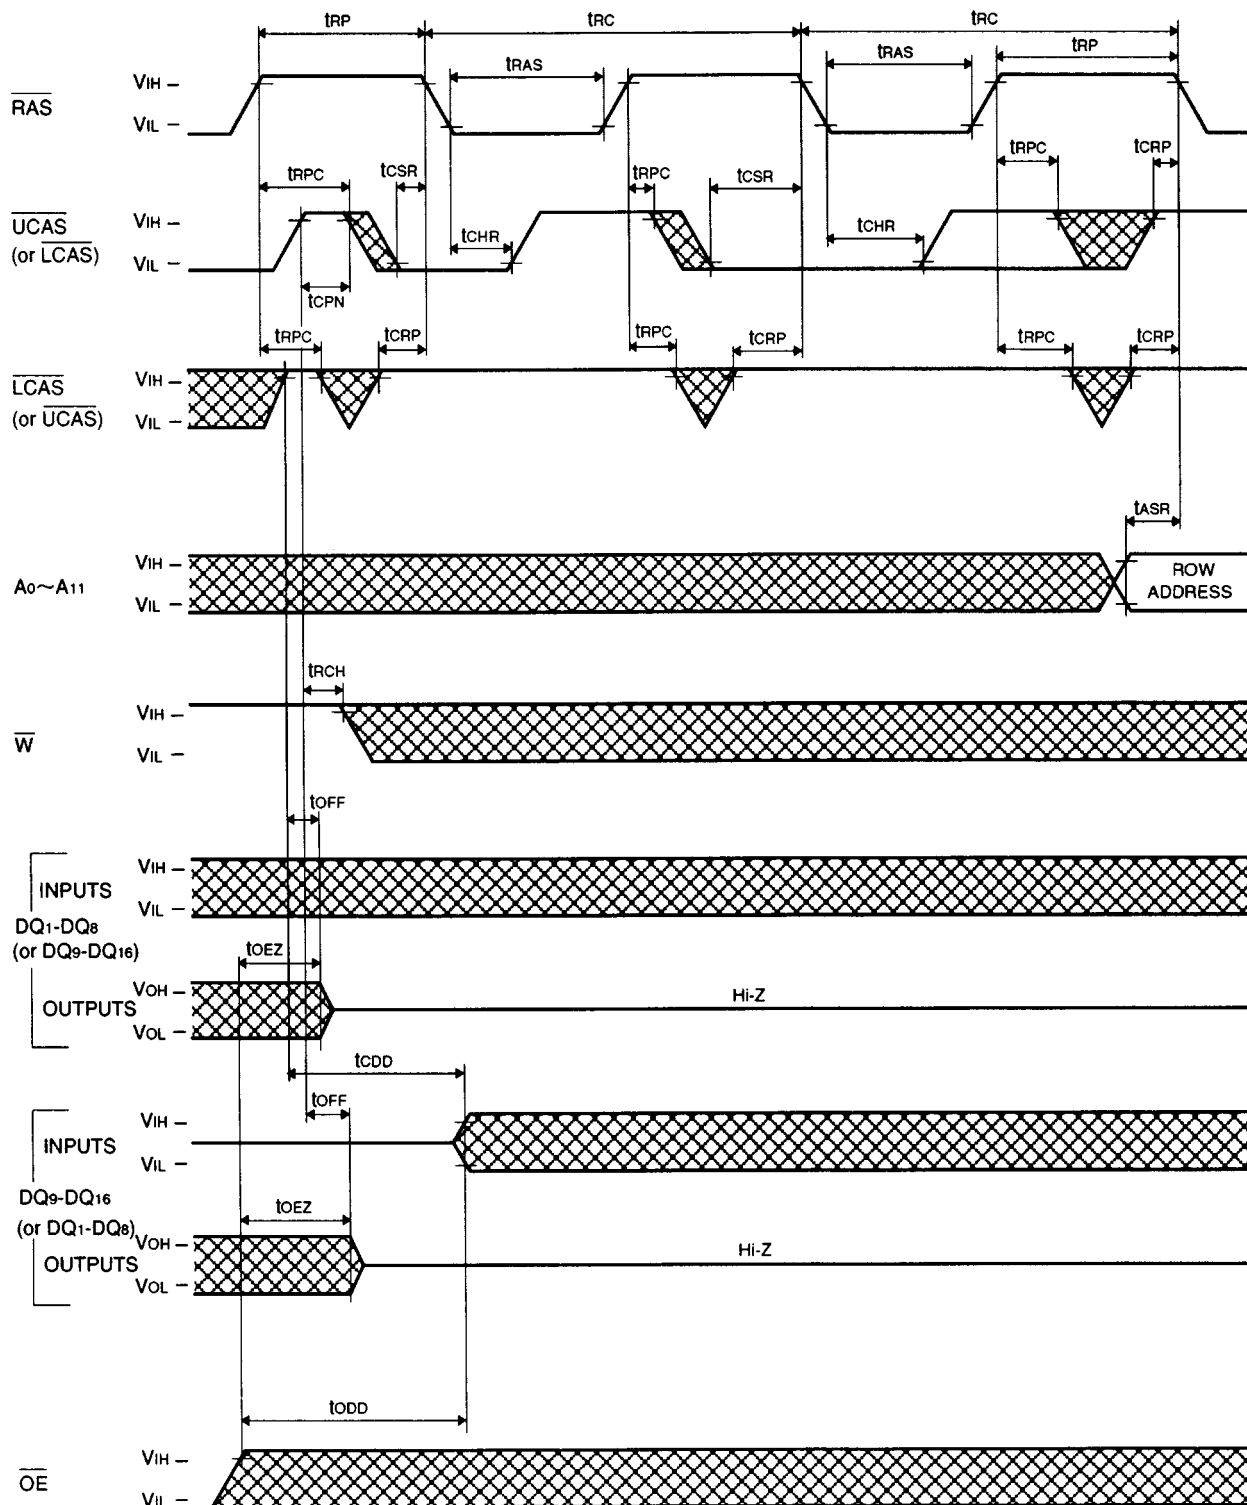 tRP tRC tRC
tRAS tRAS tRP
RAS VIH
VIL
tRPC tCSR tRPC tCSR tRPC tCRP
UCAS VIH
(or LCAS) VIL
tCHR tCHR
tCPN
tRPC tCRP tRPC tCRP tRPC tCRP
LCAS VIH
(or UCAS) VIL
tASR
A0~A11 VIH
VIL
ROW
ADDRESS
tRCH
W VIH
VIL
tOFF
INPUTS VIH
VIL
DQ1-DQ8
(or DQ9-DQ16)
tOEZ
OUTPUTS VOH
VOL
Hi-Z
tCDD
tOFF
INPUTS VIH
VIL
DQ9-DQ16
(or DQ1-DQ8)
tOEZ
OUTPUTS VOH
VOL
Hi-Z
tODD
OE VIH
VIL